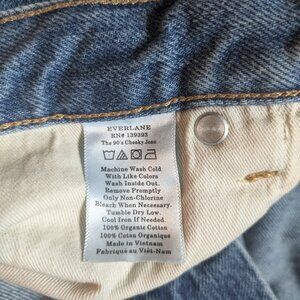 EVERLANE
RN# 139393
The 90's Cheeky Jean
Machine Wash Cold
With Like Colors
Wash Inside Out.
Remove Promptly
Only Non-Chlorine
Bleach When Necessary.
Tumble Dry Low.
Cool Iron If Needed.
100% Organic Cotton
100% Coton Organique
Made in Vietnam
Fabriqué au Việt-Nam